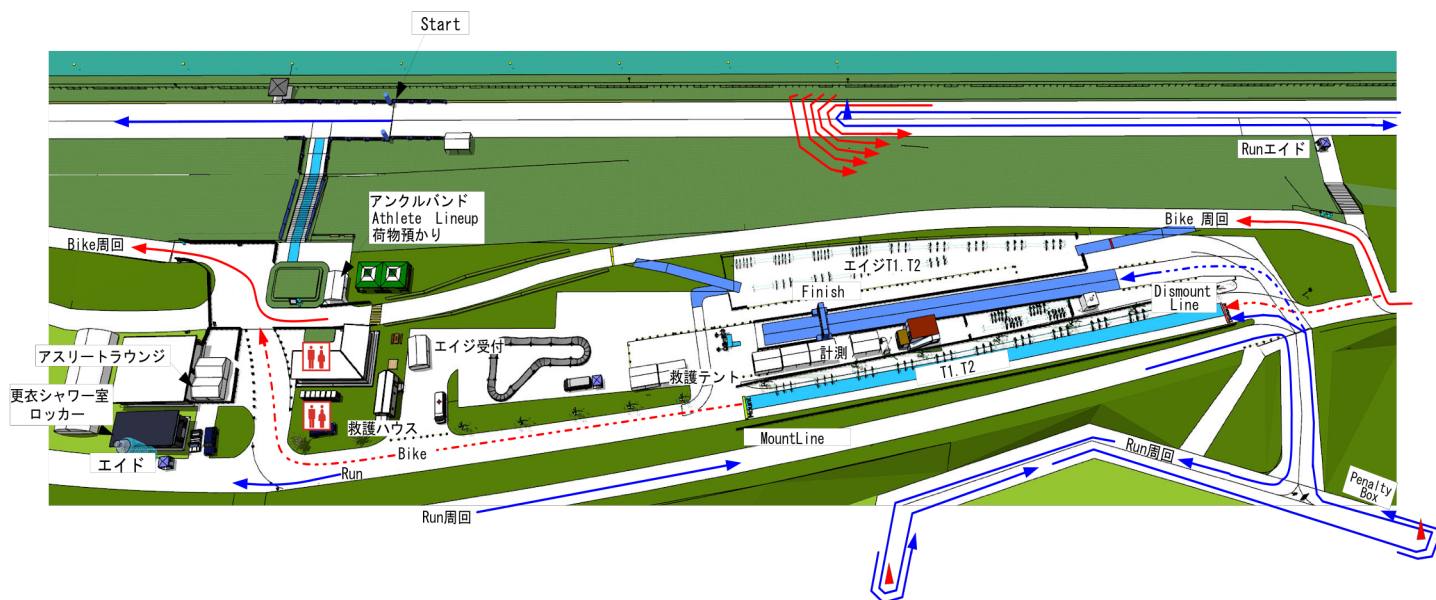 Start
Runエイド
アンクルバンド
Athlete Lineup
荷物預かり
Bike周回
Bike 周回
エイジT1.T2
Finish
Dismount
Line
アスリートラウンジ
エイジ受付
計測
救護テント
T1.T2
更衣シャワー室
ロッカー
救護ハウス
MountLine
Bike
エイド
Run
Run周回
Run周回
Penalty
Box